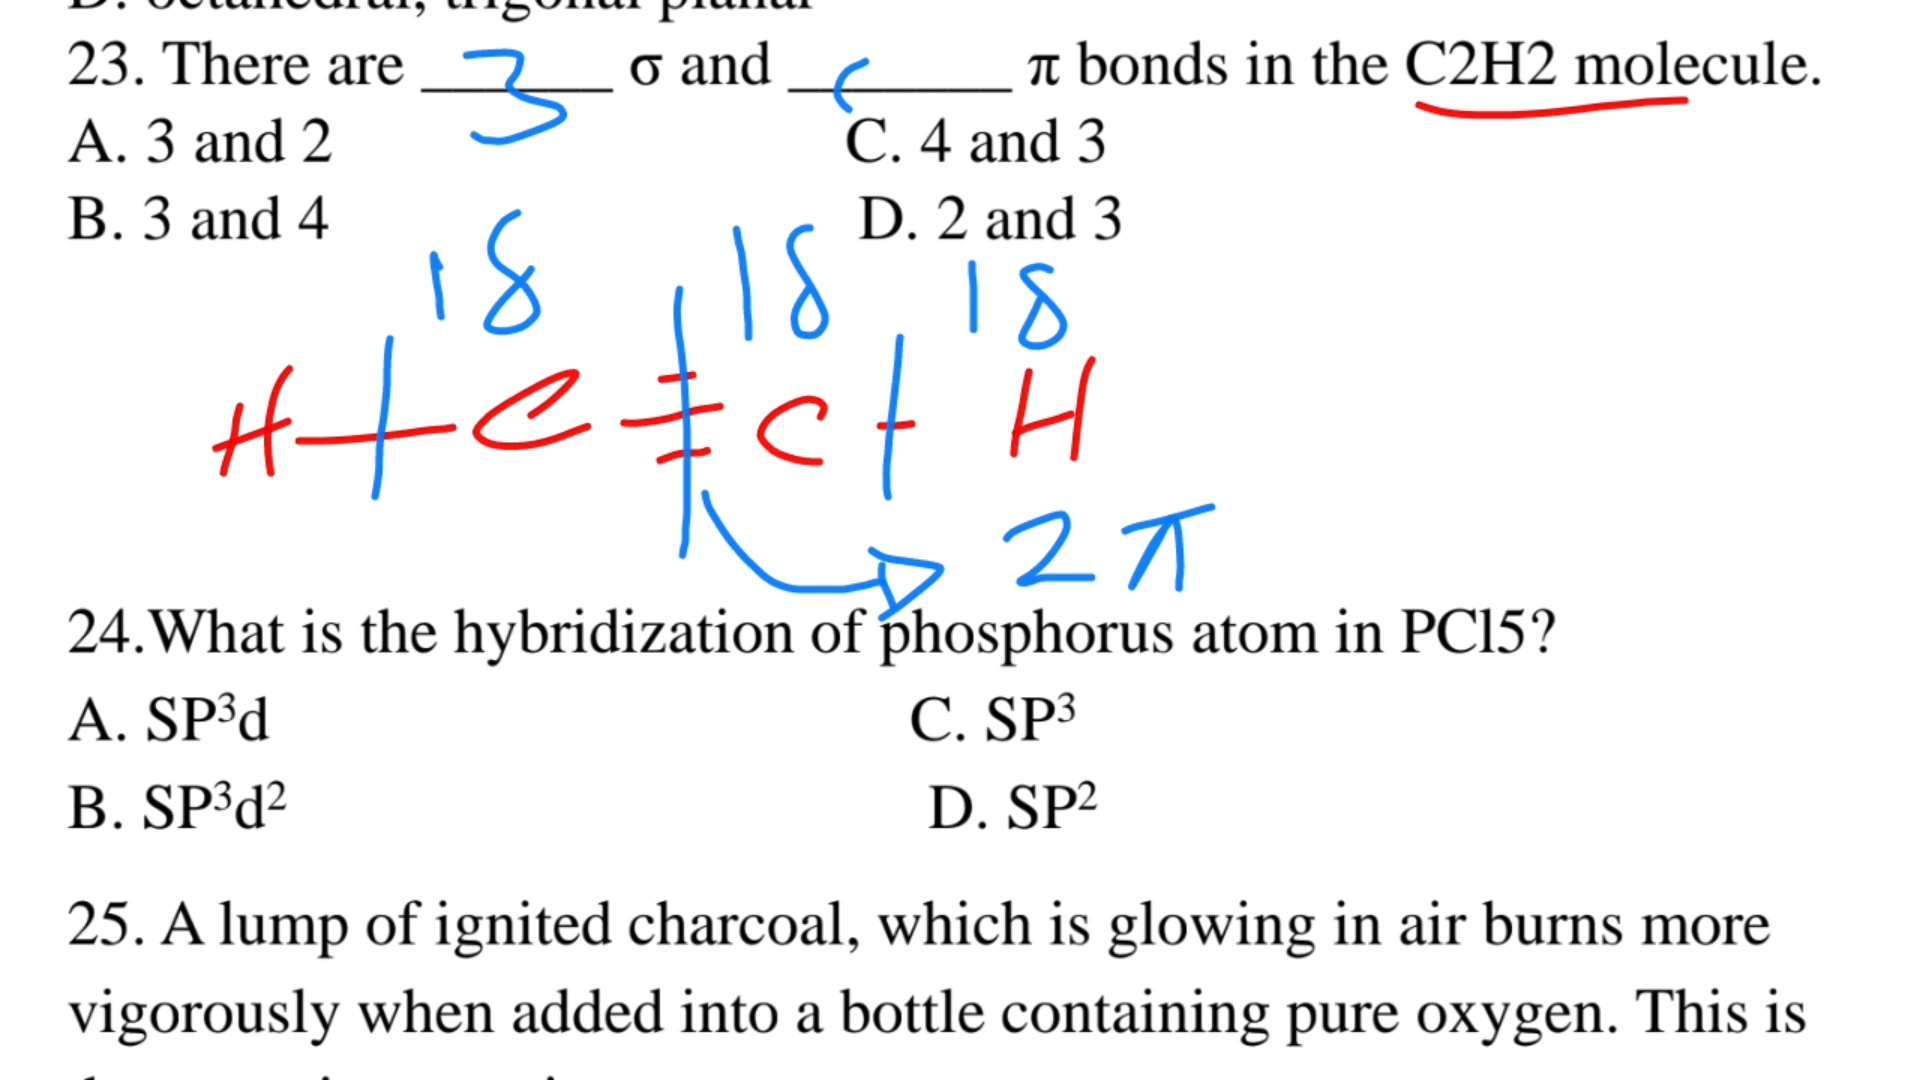 23. There are 3 σ and ( π bonds in the C2H2 molecule.
A. 3 and 2 C. 4 and 3
B. 3 and 4 D. 2 and 3
1δ 1δ 1δ
H — C ≡ C - H
2 π
24.What is the hybridization of phosphorus atom in PCl5?
A. SP³d C. SP³
B. SP³d² D. SP²
25. A lump of ignited charcoal, which is glowing in air burns more
vigorously when added into a bottle containing pure oxygen. This is